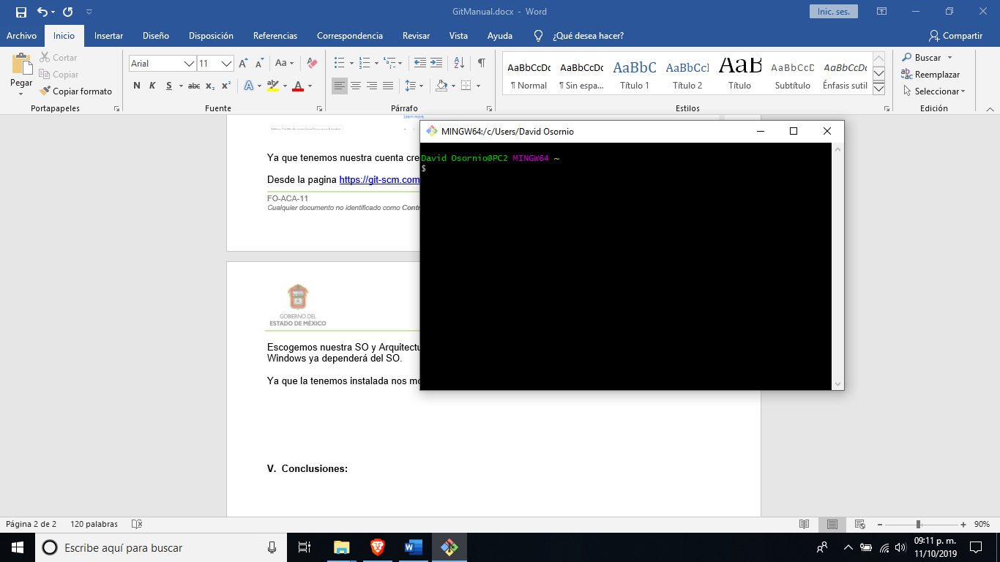 GitManual.docx - Word
Inic. ses.
Archivo Inicio Insertar Diseño Disposición Referencias Correspondencia Revisar Vista Ayuda ¿Qué desea hacer? Compartir
Pegar
Cortar
Copiar
Copiar formato
Portapapeles
Arial 11
Aa
N K S abc x₂ x²
A A
Fuente
Párrafo
AaBbCcDc AaBbCcDc AaBbC AaBbCcI AaB AaBbCcD AaBbCcDc
¶ Normal ¶ Sin espa... Título 1 Título 2 Título Subtítulo Énfasis sutil
Estilos
Buscar
Reemplazar
Seleccionar
Edición
Learn more.
Ya que tenemos nuestra cuenta cre
Desde la pagina https://git-scm.com
FO-ACA-11
Cualquier documento no identificado como Contr
GOBIERNO DEL
ESTADO DE MÉXICO
Escogemos nuestra SO y Arquitectu
Windows ya dependerá del SO.
Ya que la tenemos instalada nos mo
V. Conclusiones:
MINGW64:/c/Users/David Osornio
David Osornio@PC2 MINGW64 ~
$
Página 2 de 2 120 palabras 90%
Escribe aquí para buscar
09:11 p. m.
11/10/2019